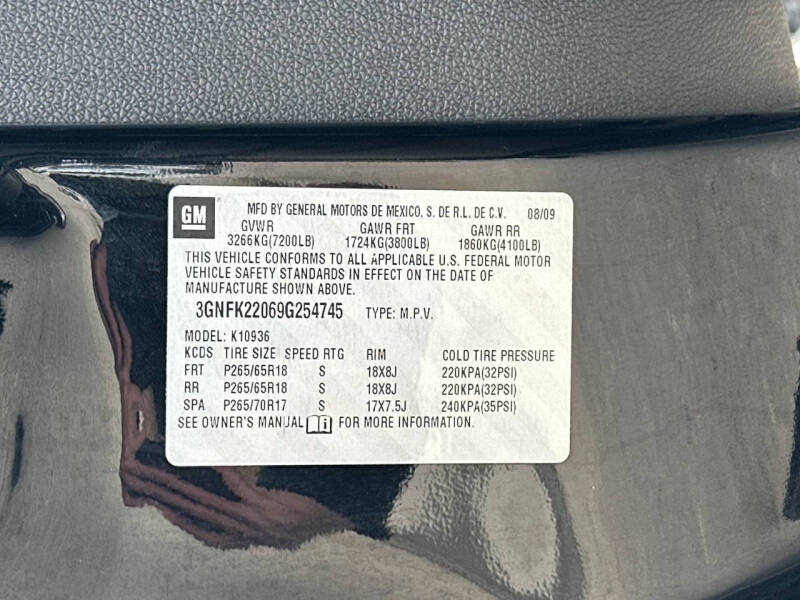 GM MFD BY GENERAL MOTORS DE MEXICO, S. DE R.L. DE C.V. 08/09
GVWR GAWR FRT GAWR RR
3266KG(7200LB) 1724KG(3800LB) 1860KG(4100LB)
THIS VEHICLE CONFORMS TO ALL APPLICABLE U.S. FEDERAL MOTOR
VEHICLE SAFETY STANDARDS IN EFFECT ON THE DATE OF
MANUFACTURE SHOWN ABOVE.
3GNFK22069G254745 TYPE: M.P.V.
MODEL: K10936
KCDS TIRE SIZE SPEED RTG RIM COLD TIRE PRESSURE
FRT P265/65R18 S 18X8J 220KPA(32PSI)
RR P265/65R18 S 18X8J 220KPA(32PSI)
SPA P265/70R17 S 17X7.5J 240KPA(35PSI)
SEE OWNER'S MANUAL i FOR MORE INFORMATION.